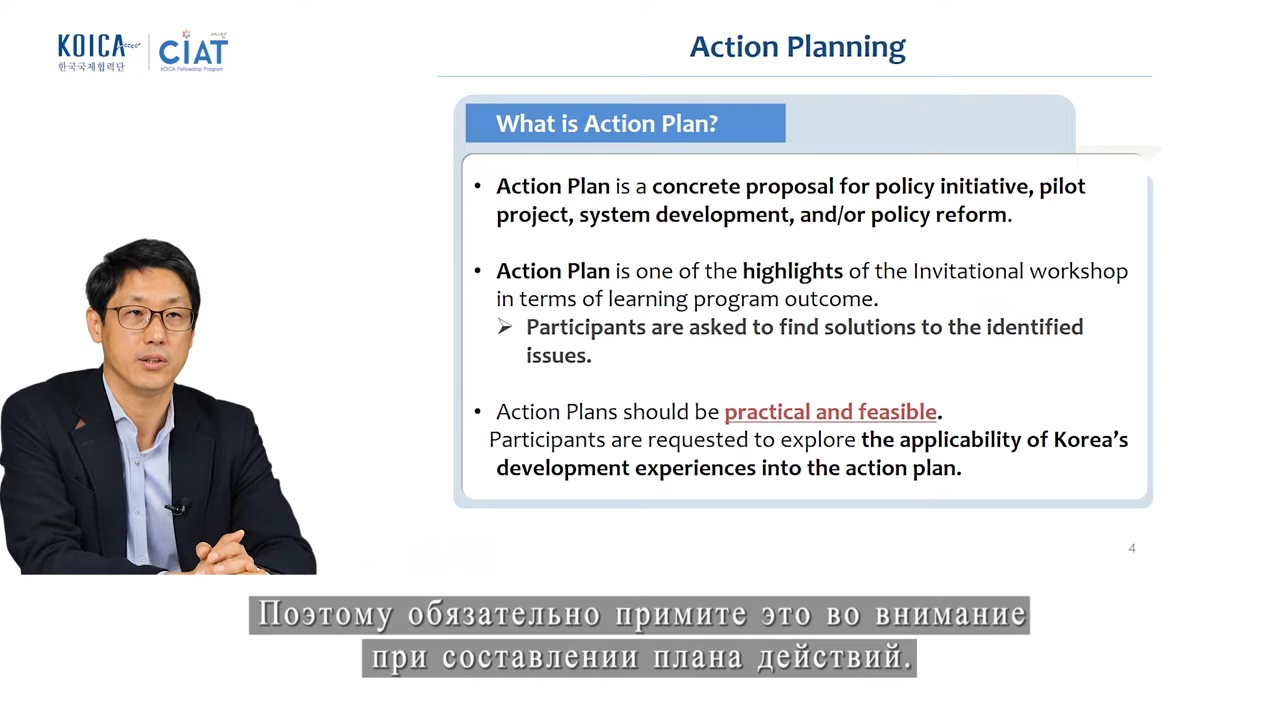 KOICA
한국국제협력단
CIAT
KOICA Fellowship Program
Action Planning
What is Action Plan?
• Action Plan is a concrete proposal for policy initiative, pilot
project, system development, and/or policy reform.
• Action Plan is one of the highlights of the Invitational workshop
in terms of learning program outcome.
➢ Participants are asked to find solutions to the identified
issues.
• Action Plans should be practical and feasible.
Participants are requested to explore the applicability of Korea’s
development experiences into the action plan.
4
Поэтому обязательно примите это во внимание
при составлении плана действий.